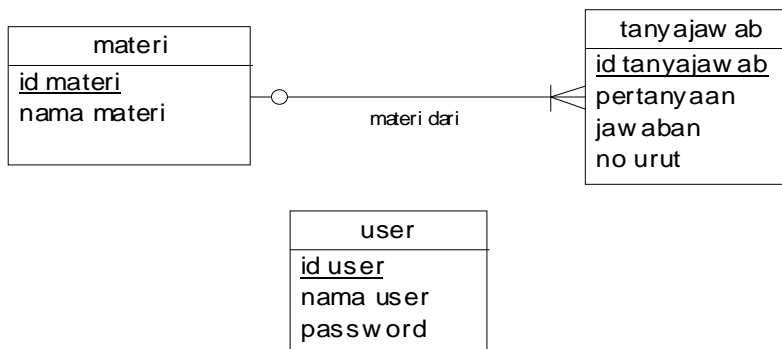 materi
id materi
nama materi
materi dari
tanyajawab
id tanyajawab
pertanyaan
jawaban
no urut
user
id user
nama user
password